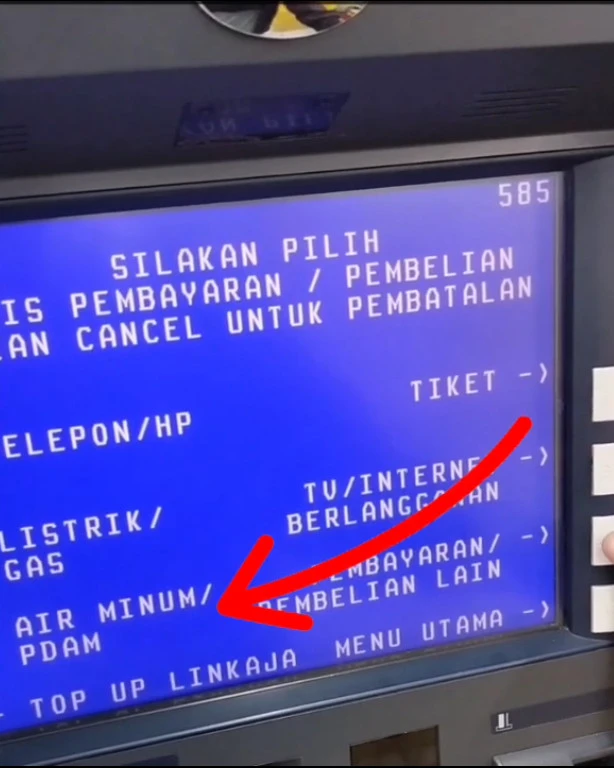 585
SILAKAN PILIH
IS PEMBAYARAN / PEMBELIAN
AN CANCEL UNTUK PEMBATALAN
TIKET ->
ELEPON/HP
TV/INTERNET ->
BERLANGGANAN
LISTRIK/
GAS
PEMBAYARAN/ ->
PEMBELIAN LAIN
AIR MINUM/
PDAM
MENU UTAMA ->
- TOP UP LINKAJA